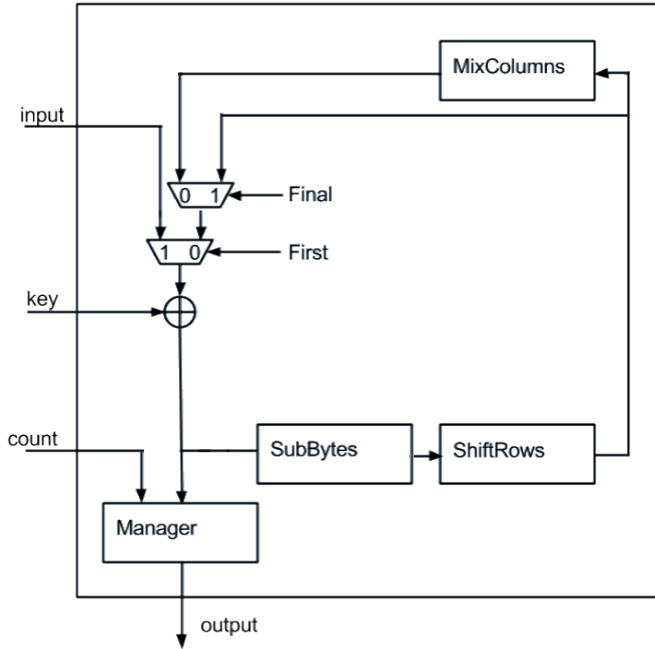 MixColumns
input
0 1
Final
1 0
First
key
count
SubBytes
ShiftRows
Manager
output